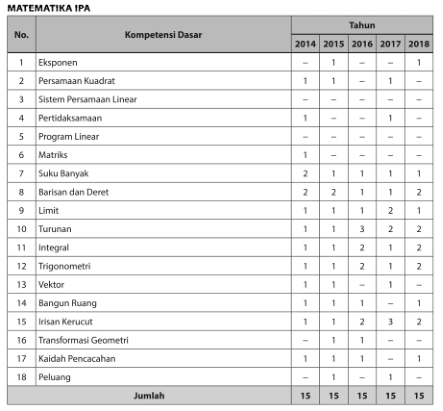 MATEMATIKA IPA
No. Kompetensi Dasar Tahun
2014 2015 2016 2017 2018
1 Eksponen – 1 – – 1
2 Persamaan Kuadrat 1 1 – 1 –
3 Sistem Persamaan Linear – – – – –
4 Pertidaksamaan 1 – – 1 –
5 Program Linear – – – – –
6 Matriks 1 – – – –
7 Suku Banyak 2 1 1 1 1
8 Barisan dan Deret 2 2 1 1 2
9 Limit 1 1 1 2 1
10 Turunan 1 1 3 2 2
11 Integral 1 1 2 1 2
12 Trigonometri 1 1 2 1 2
13 Vektor 1 1 – 1 –
14 Bangun Ruang 1 1 1 – 1
15 Irisan Kerucut 1 1 2 3 2
16 Transformasi Geometri – 1 1 – –
17 Kaidah Pencacahan 1 1 1 – 1
18 Peluang – 1 – 1 –
Jumlah 15 15 15 15 15